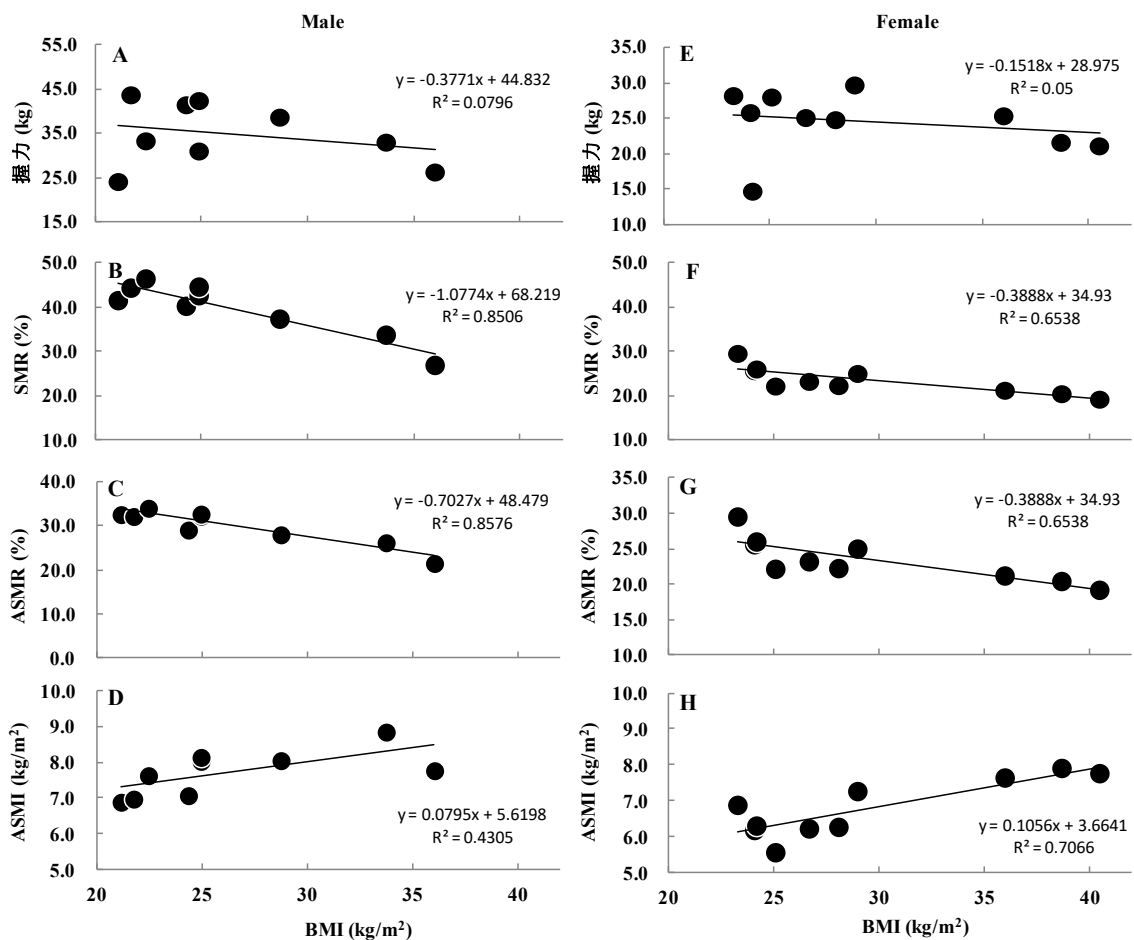 Male
A
55.0
45.0
35.0
25.0
15.0
握力 (kg)
y = -0.3771x + 44.832
R² = 0.0796
20
25
30
35
40
B
50.0
40.0
30.0
20.0
10.0
SMR (%)
y = -1.0774x + 68.219
R² = 0.8506
C
40.0
30.0
20.0
10.0
0.0
ASMR (%)
y = -0.7027x + 48.479
R² = 0.8576
D
10.0
9.0
8.0
7.0
6.0
5.0
ASMI (kg/m²)
y = 0.0795x + 5.6198
R² = 0.4305
20
25
30
35
40
BMI (kg/m²)
Female
E
35.0
30.0
25.0
20.0
15.0
10.0
握力 (kg)
y = -0.1518x + 28.975
R² = 0.05
F
50.0
40.0
30.0
20.0
10.0
SMR (%)
y = -0.3888x + 34.93
R² = 0.6538
G
35.0
30.0
25.0
20.0
15.0
10.0
ASMR (%)
y = -0.3888x + 34.93
R² = 0.6538
H
10.0
9.0
8.0
7.0
6.0
5.0
ASMI (kg/m²)
y = 0.1056x + 3.6641
R² = 0.7066
20
25
30
35
40
BMI (kg/m²)